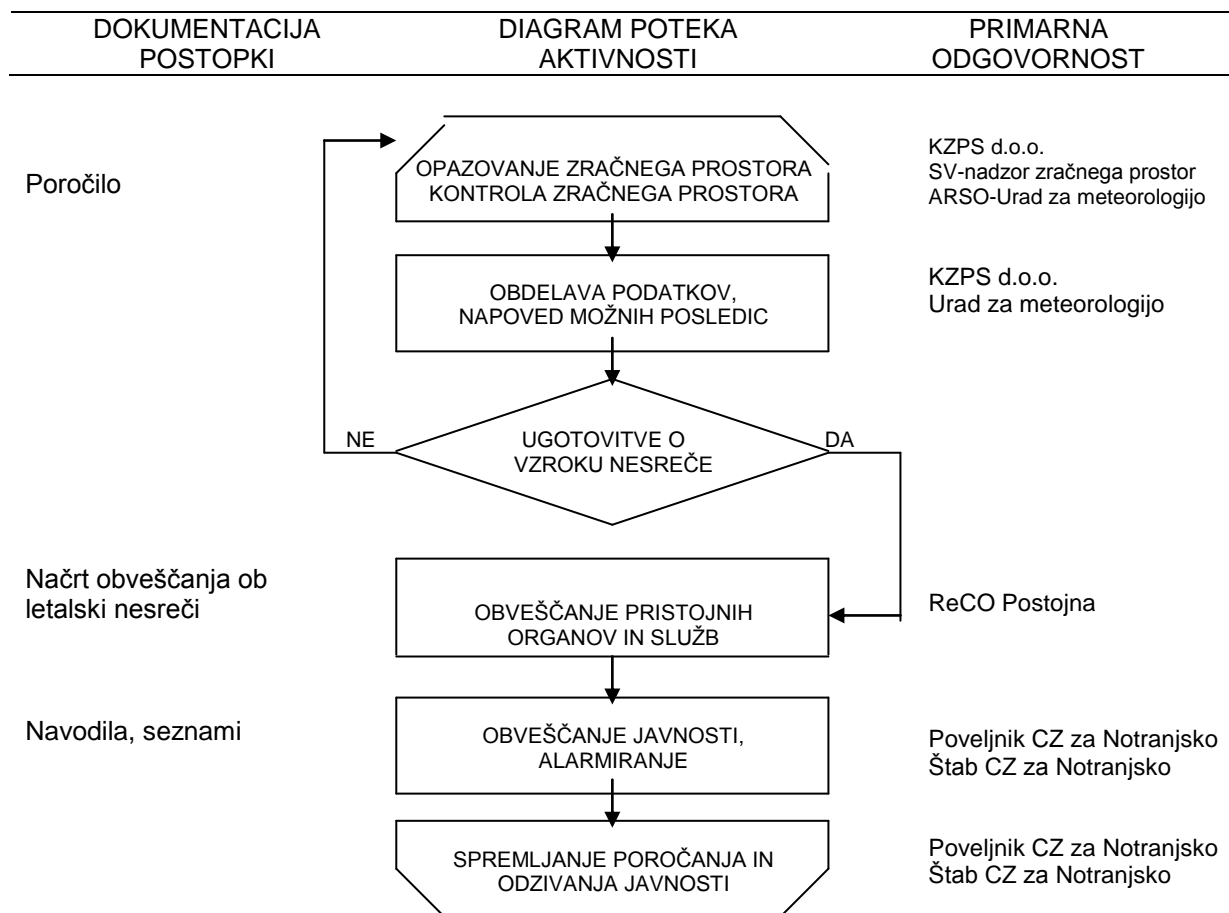 DOKUMENTACIJA
POSTOPKI
DIAGRAM POTEKA
AKTIVNOSTI
PRIMARNA
ODGOVORNOST
Poročilo
OPAZOVANJE ZRAČNEGA PROSTORA
KONTROLA ZRAČNEGA PROSTORA
KZPS d.o.o.
SV-nadzor zračnega prostor
ARSO-Urad za meteorologijo
OBDELAVA PODATKOV,
NAPOVED MOŽNIH POSLEDIC
KZPS d.o.o.
Urad za meteorologijo
NE
UGOTOVITVE O
VZROKU NESREČE
DA
Načrt obveščanja ob
letalski nesreči
OBVEŠČANJE PRISTOJNIH
ORGANOV IN SLUŽB
ReCO Postojna
Navodila, seznami
OBVEŠČANJE JAVNOSTI,
ALARMIRANJE
Poveljnik CZ za Notranjsko
Štab CZ za Notranjsko
SPREMLJANJE POROČANJA IN
ODZIVANJA JAVNOSTI
Poveljnik CZ za Notranjsko
Štab CZ za Notranjsko